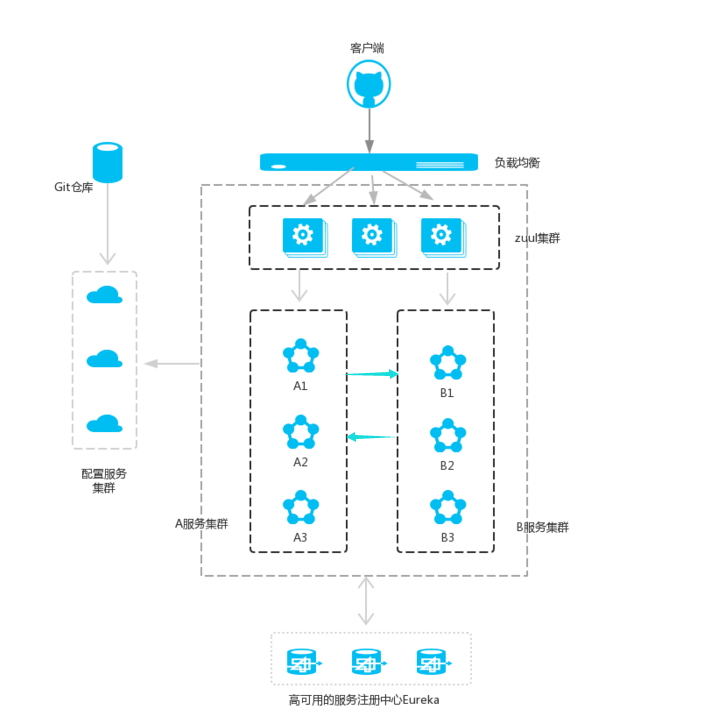 客户端
负载均衡
Git仓库
zuul集群
A1
B1
A2
B2
配置服务
集群
A服务集群
B服务集群
A3
B3
高可用的服务注册中心Eureka